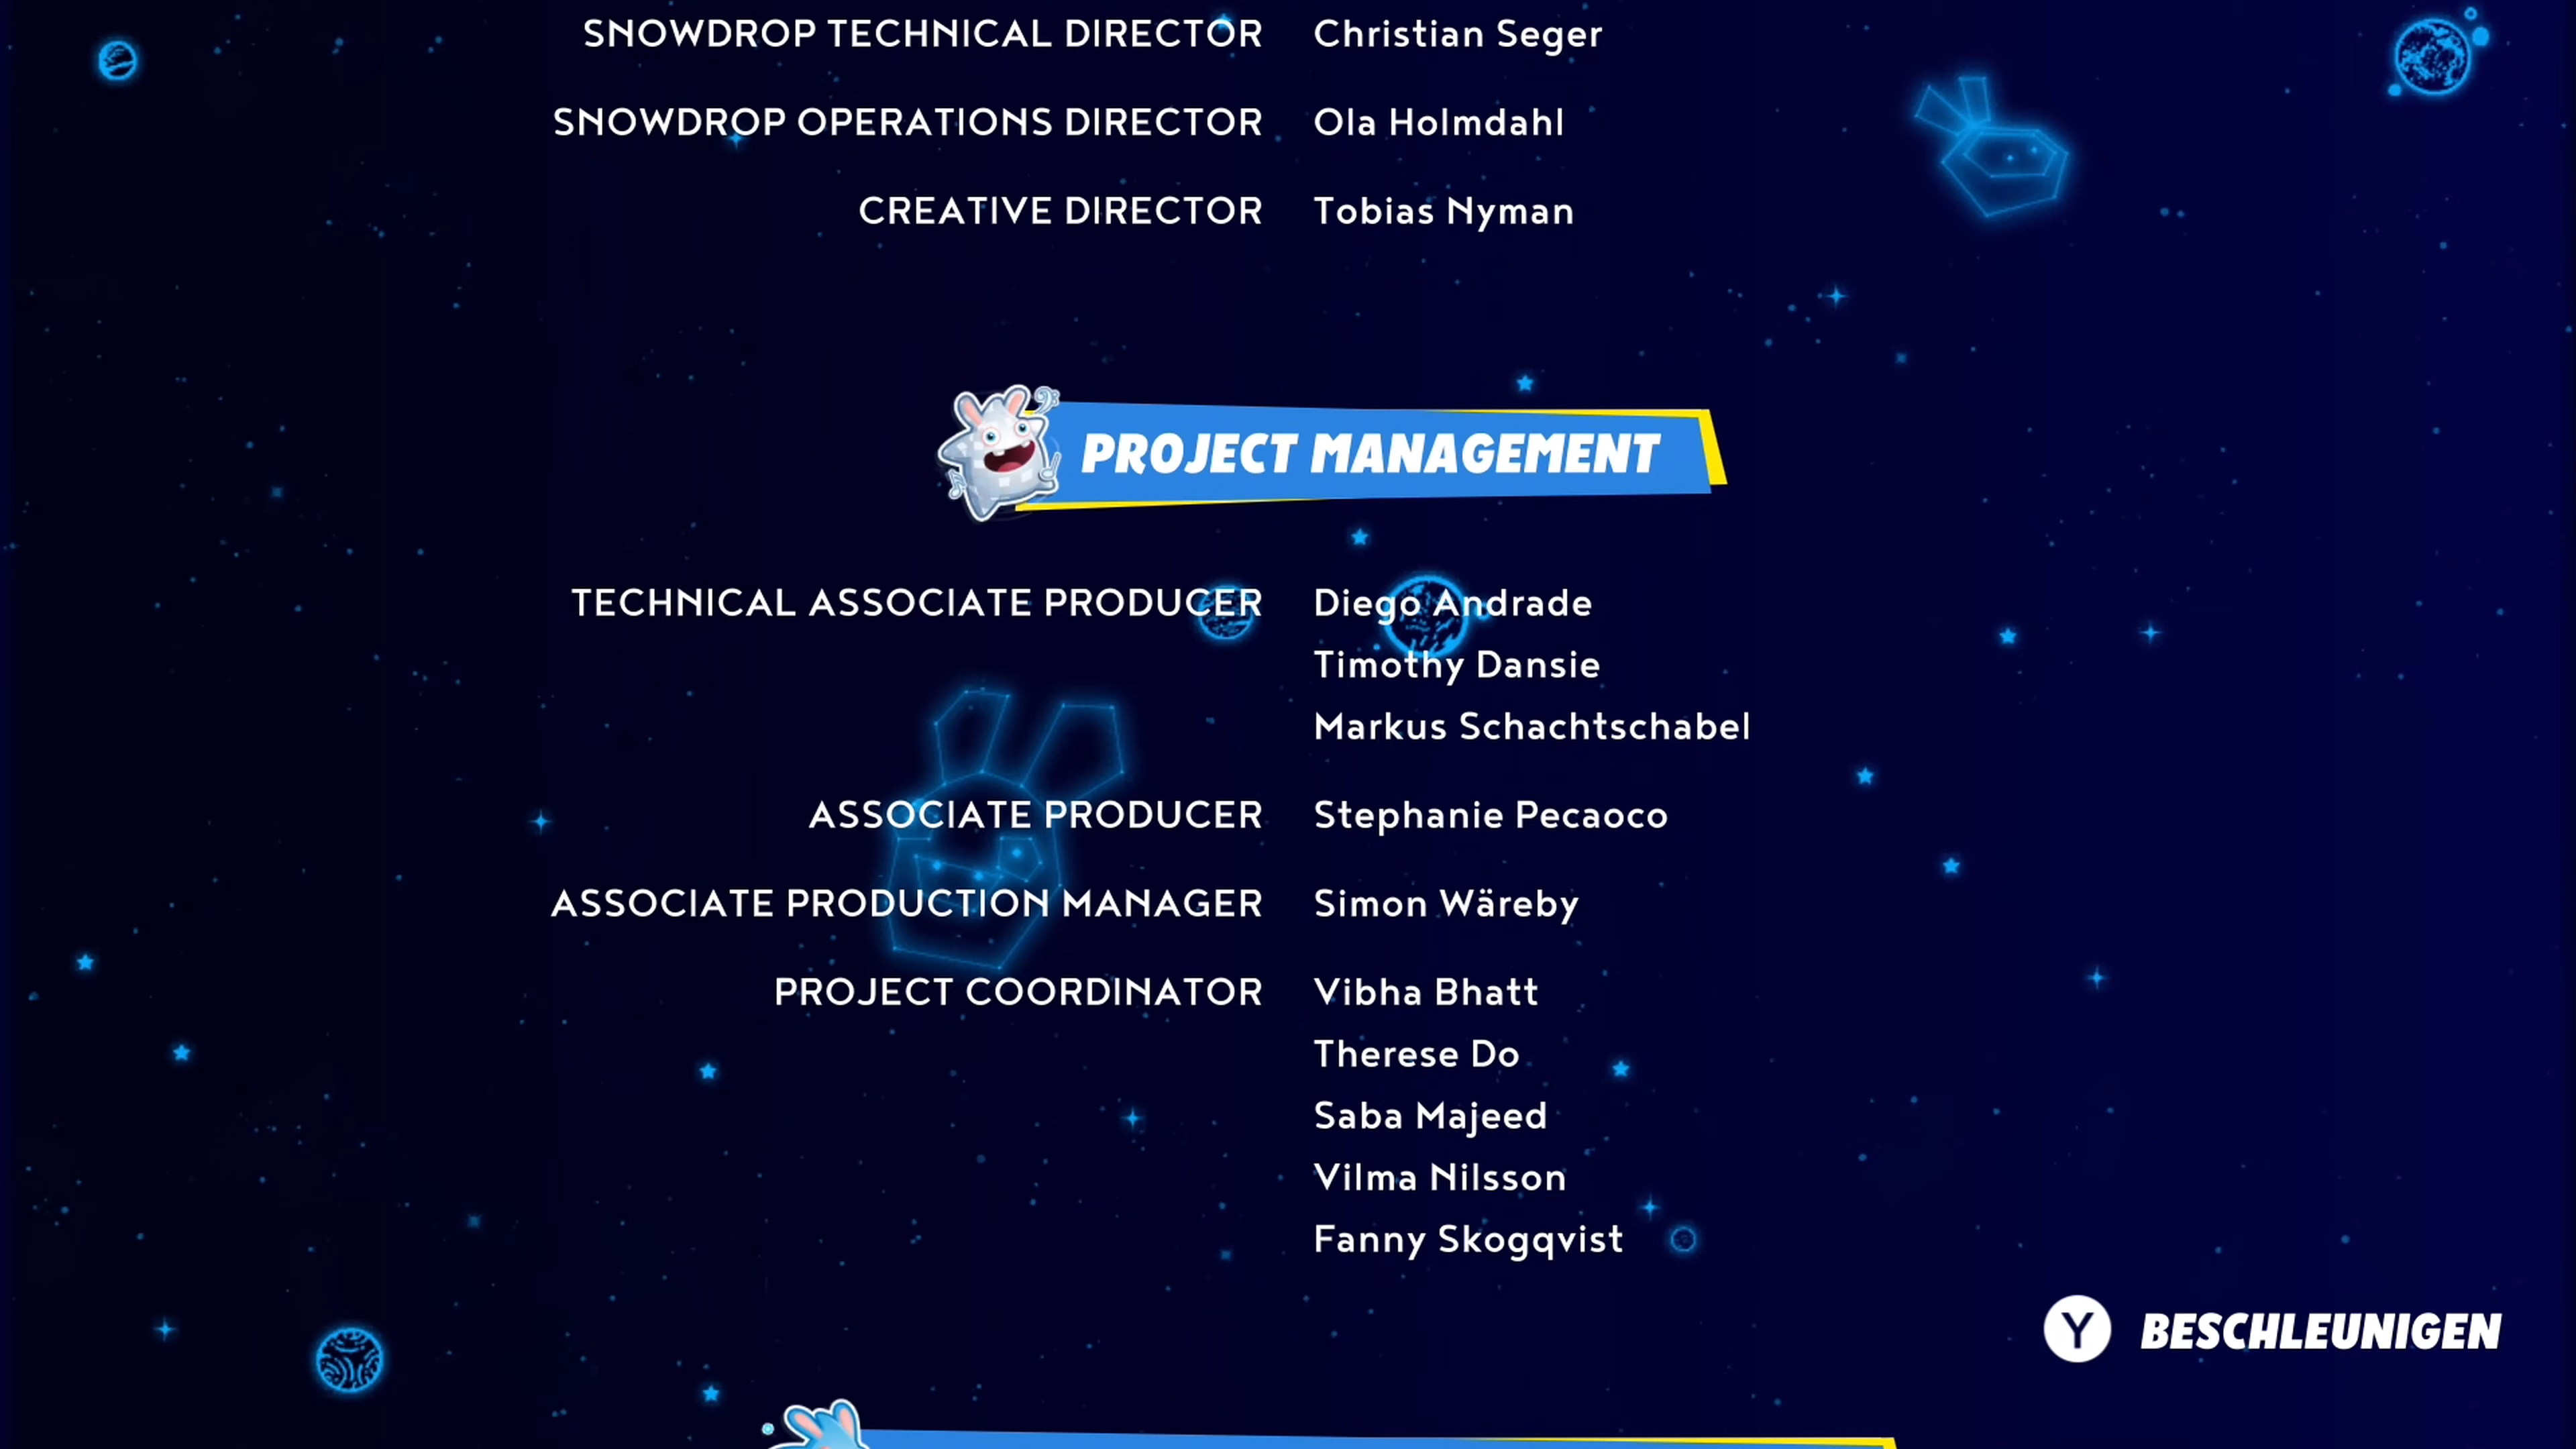 SNOWDROP TECHNICAL DIRECTOR Christian Seger
SNOWDROP OPERATIONS DIRECTOR Ola Holmdahl
CREATIVE DIRECTOR Tobias Nyman
PROJECT MANAGEMENT
TECHNICAL ASSOCIATE PRODUCER Diego Andrade
Timothy Dansie
Markus Schachtschabel
ASSOCIATE PRODUCER Stephanie Pecaoco
ASSOCIATE PRODUCTION MANAGER Simon Wäreby
PROJECT COORDINATOR Vibha Bhatt
Therese Do
Saba Majeed
Vilma Nilsson
Fanny Skogqvist
Y BESCHLEUNIGEN